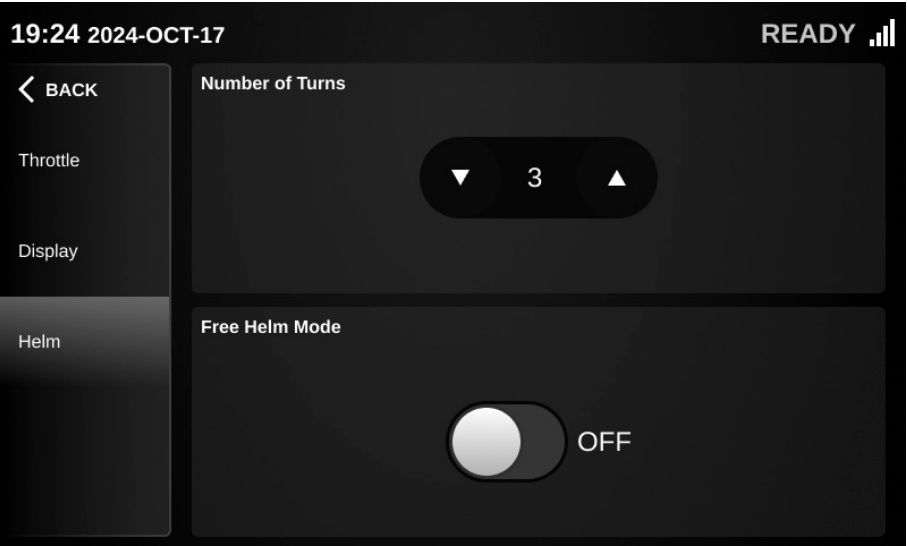 19:24 2024-OCT-17
READY
BACK
Throttle
Display
Helm
Number of Turns
3
Free Helm Mode
OFF